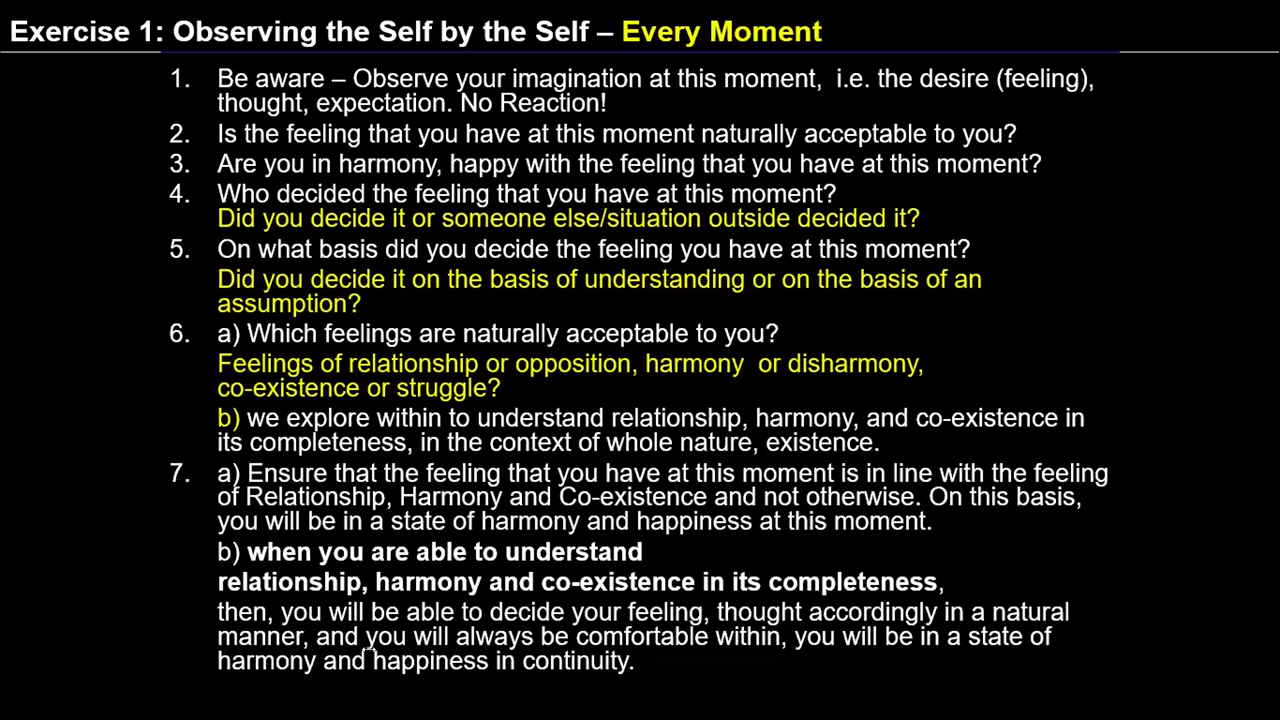 Exercise 1: Observing the Self by the Self – Every Moment
1. Be aware – Observe your imagination at this moment, i.e. the desire (feeling),
thought, expectation. No Reaction!
2. Is the feeling that you have at this moment naturally acceptable to you?
3. Are you in harmony, happy with the feeling that you have at this moment?
4. Who decided the feeling that you have at this moment?
Did you decide it or someone else/situation outside decided it?
5. On what basis did you decide the feeling you have at this moment?
Did you decide it on the basis of understanding or on the basis of an
assumption?
6. a) Which feelings are naturally acceptable to you?
Feelings of relationship or opposition, harmony or disharmony,
co-existence or struggle?
b) we explore within to understand relationship, harmony, and co-existence in
its completeness, in the context of whole nature, existence.
7. a) Ensure that the feeling that you have at this moment is in line with the feeling
of Relationship, Harmony and Co-existence and not otherwise. On this basis,
you will be in a state of harmony and happiness at this moment.
b) when you are able to understand
relationship, harmony and co-existence in its completeness,
then, you will be able to decide your feeling, thought accordingly in a natural
manner, and you will always be comfortable within, you will be in a state of
harmony and happiness in continuity.